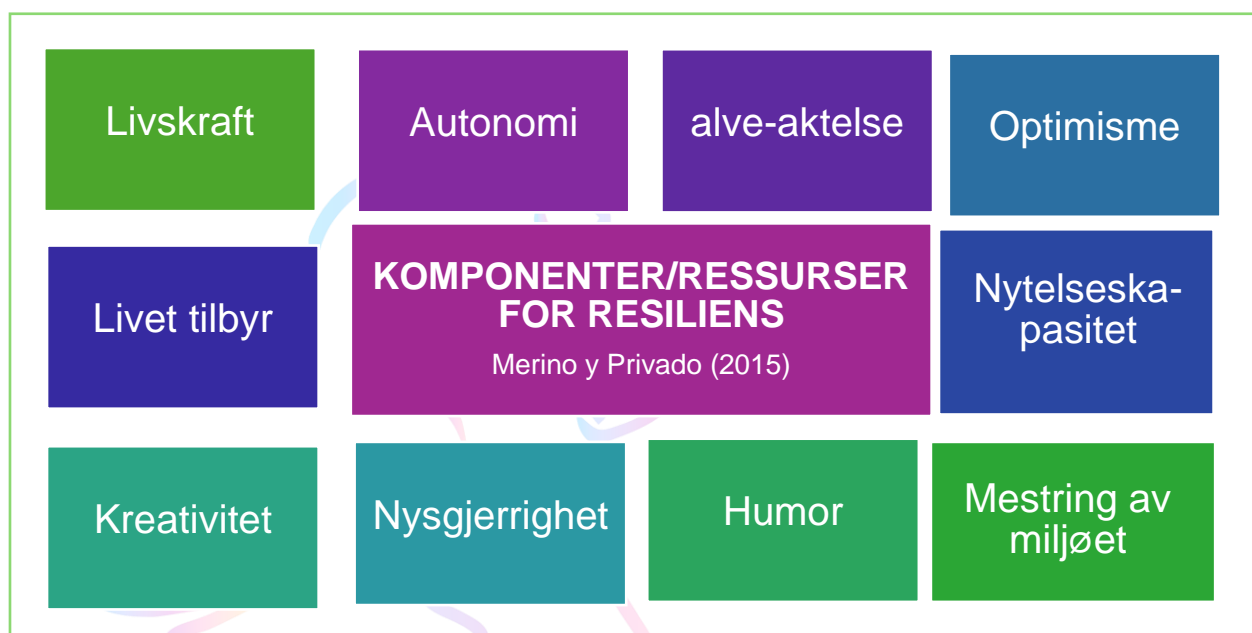 Livskraft
Autonomi
alve-aktelse
Optimisme
Livet tilbyr
KOMPONENTER/RESSURSER
FOR RESILIENS
Merino y Privado (2015)
Nytelseska-
pasitet
Kreativitet
Nysgjerrighet
Humor
Mestring av
miljøet